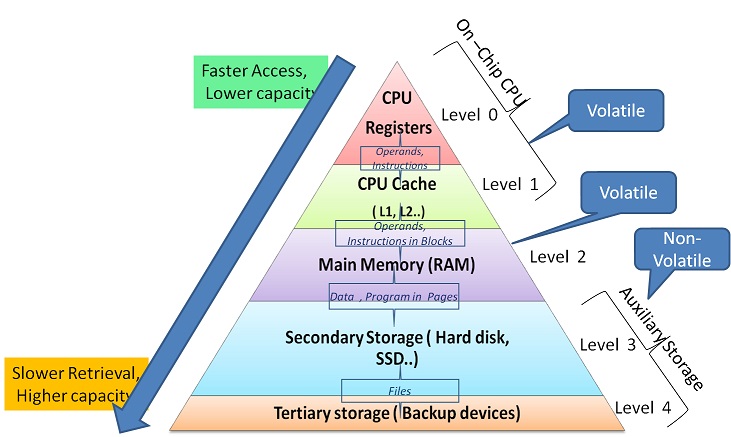 On –Chip CPU
Faster Access,
Lower capacity
CPU
Registers
Level 0
Volatile
Operands,
Instructions
CPU Cache
( L1, L2..)
Level 1
Volatile
Operands,
Instructions in Blocks
Main Memory (RAM)
Level 2
Non-
Volatile
Data , Program in Pages
Auxiliary Storage
Secondary Storage ( Hard disk,
SSD..)
Level 3
Slower Retrieval,
Higher capacity
Files
Tertiary storage ( Backup devices)
Level 4